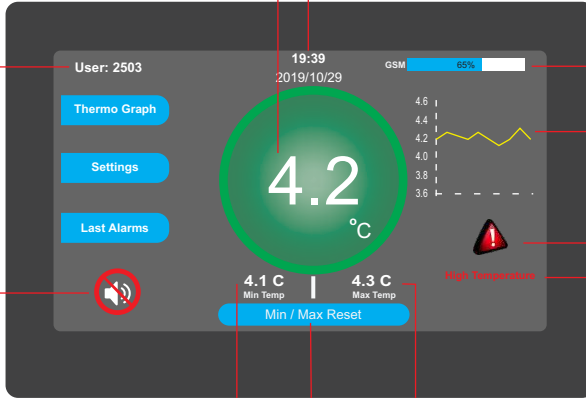 User: 2503
19:39
2019/10/29
GSM
65%
Thermo Graph
Settings
Last Alarms
4.2
°C
4.6
4.4
4.2
4.0
3.8
3.6
High Temperature
4.1 C
Min Temp
4.3 C
Max Temp
Min / Max Reset